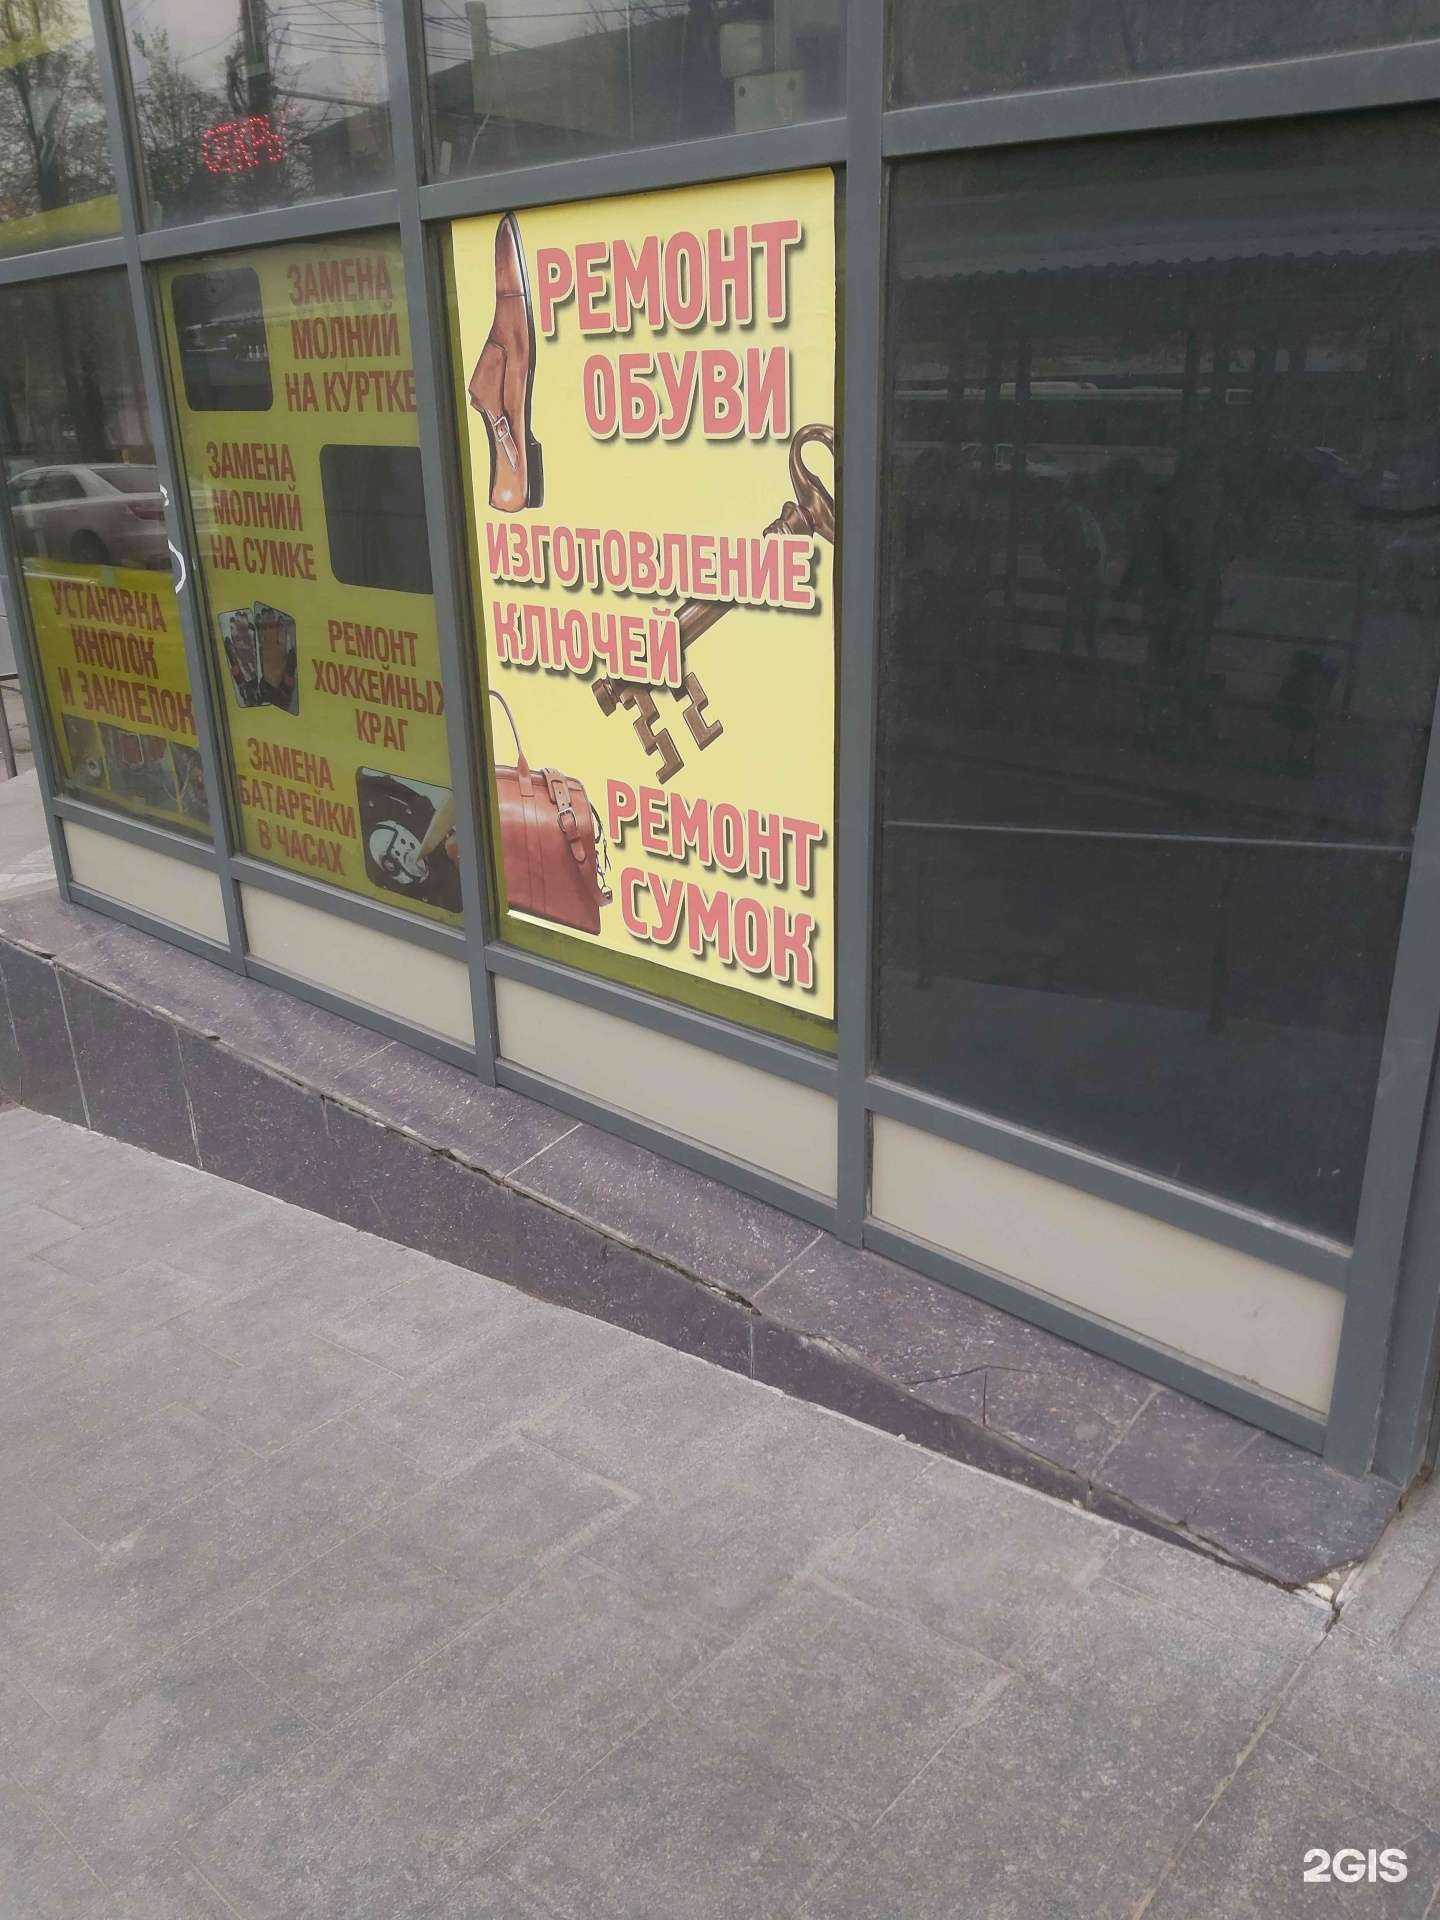 ОТКРЫ
ЗАМЕНА
МОЛНИЙ
НА КУРТКЕ
ЗАМЕНА
МОЛНИЙ
НА СУМКЕ
УСТАНОВКА
КНОПОК
И ЗАКЛЕПОК
РЕМОНТ
ХОККЕЙНЫХ
КРАГ
ЗАМЕНА
БАТАРЕЙКИ
В ЧАСАХ
РЕМОНТ
ОБУВИ
ИЗГОТОВЛЕНИЕ
КЛЮЧЕЙ
РЕМОНТ
СУМОК
2GIS